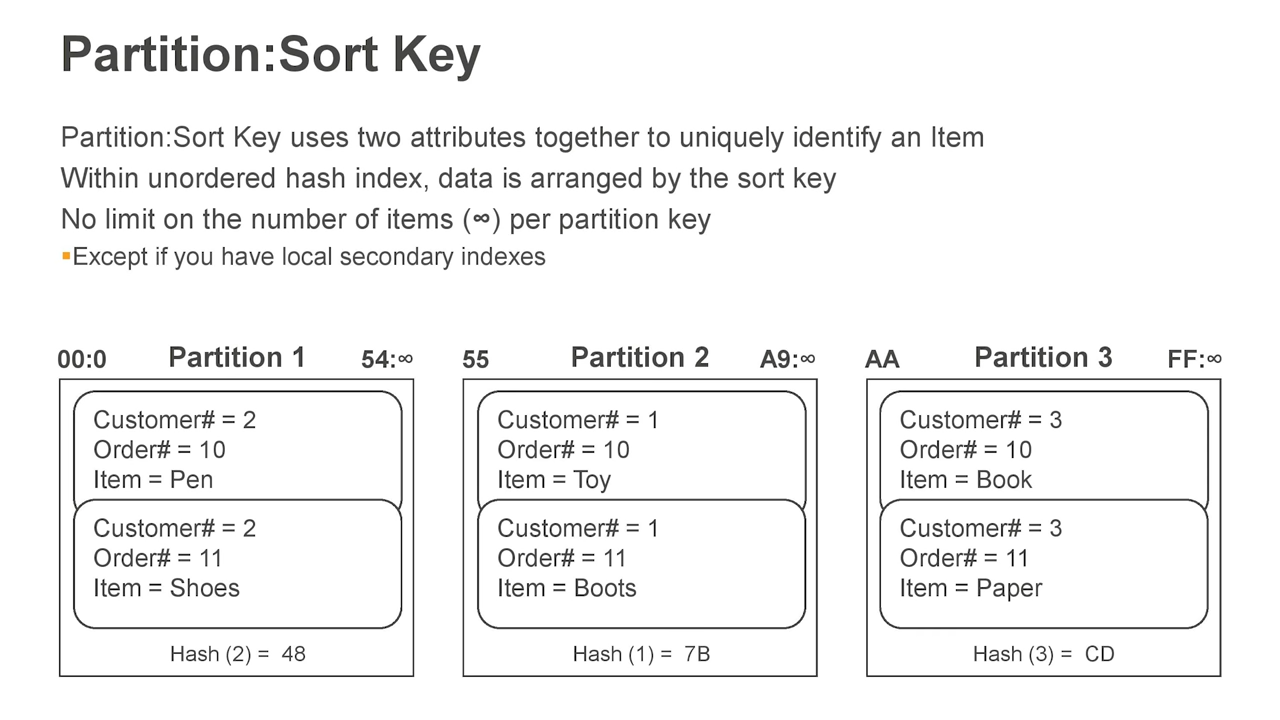 Partition:Sort Key
Partition:Sort Key uses two attributes together to uniquely identify an Item
Within unordered hash index, data is arranged by the sort key
No limit on the number of items (∞) per partition key
▪Except if you have local secondary indexes
00:0 Partition 1 54:∞
Customer# = 2
Order# = 10
Item = Pen
Customer# = 2
Order# = 11
Item = Shoes
Hash (2) = 48
55 Partition 2 A9:∞
Customer# = 1
Order# = 10
Item = Toy
Customer# = 1
Order# = 11
Item = Boots
Hash (1) = 7B
AA Partition 3 FF:∞
Customer# = 3
Order# = 10
Item = Book
Customer# = 3
Order# = 11
Item = Paper
Hash (3) = CD